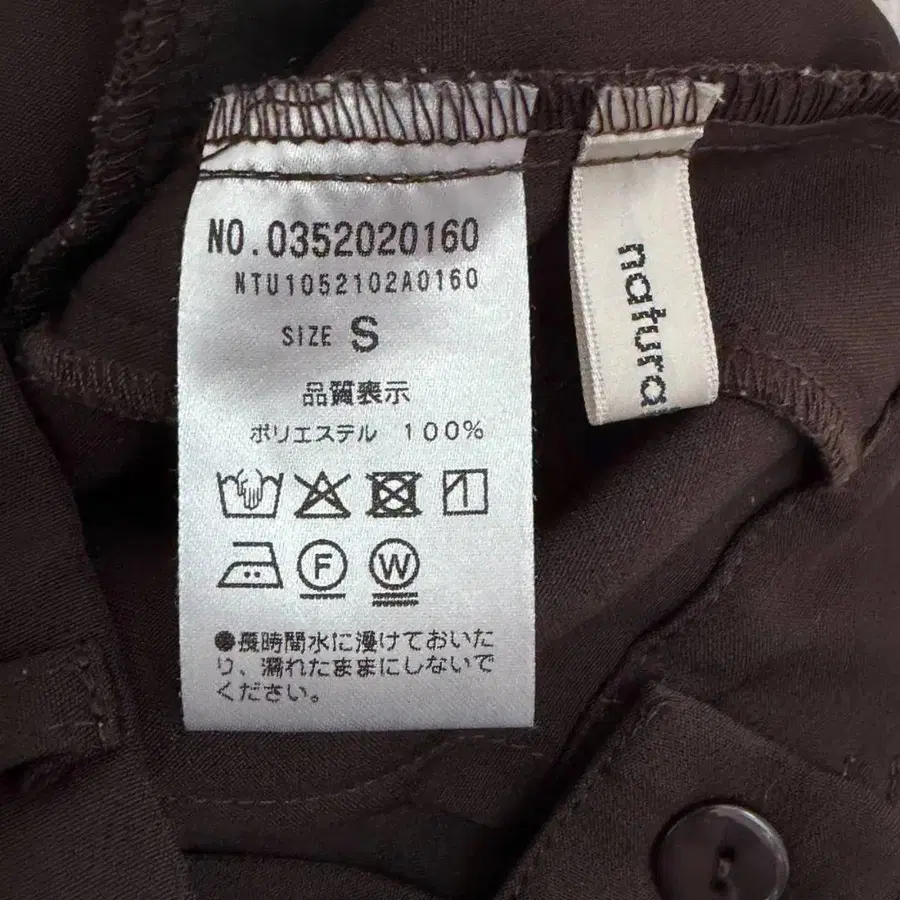 NO.0352020160
NTU1052102A0160
SIZE S
品質表示
ポリエステル 100%
F
W
●長時間水に浸けておいた
り、濡れたままにしないで
ください。
natura